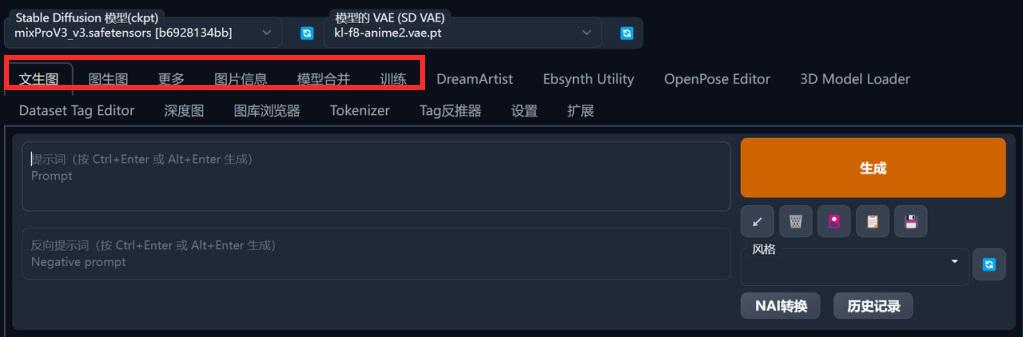 Stable Diffusion 模型(ckpt)
模型的 VAE (SD VAE)
mixProV3_v3.safetensors [b6928134bb]
kl-f8-anime2.vae.pt
文生图 图生图 更多 图片信息 模型合并 训练 DreamArtist Ebsynth Utility OpenPose Editor 3D Model Loader
Dataset Tag Editor 深度图 图库浏览器 Tokenizer Tag反推器 设置 扩展
提示词（按 Ctrl+Enter 或 Alt+Enter 生成）
Prompt
生成
反向提示词（按 Ctrl+Enter 或 Alt+Enter 生成）
Negative prompt
风格
NAI转换 历史记录